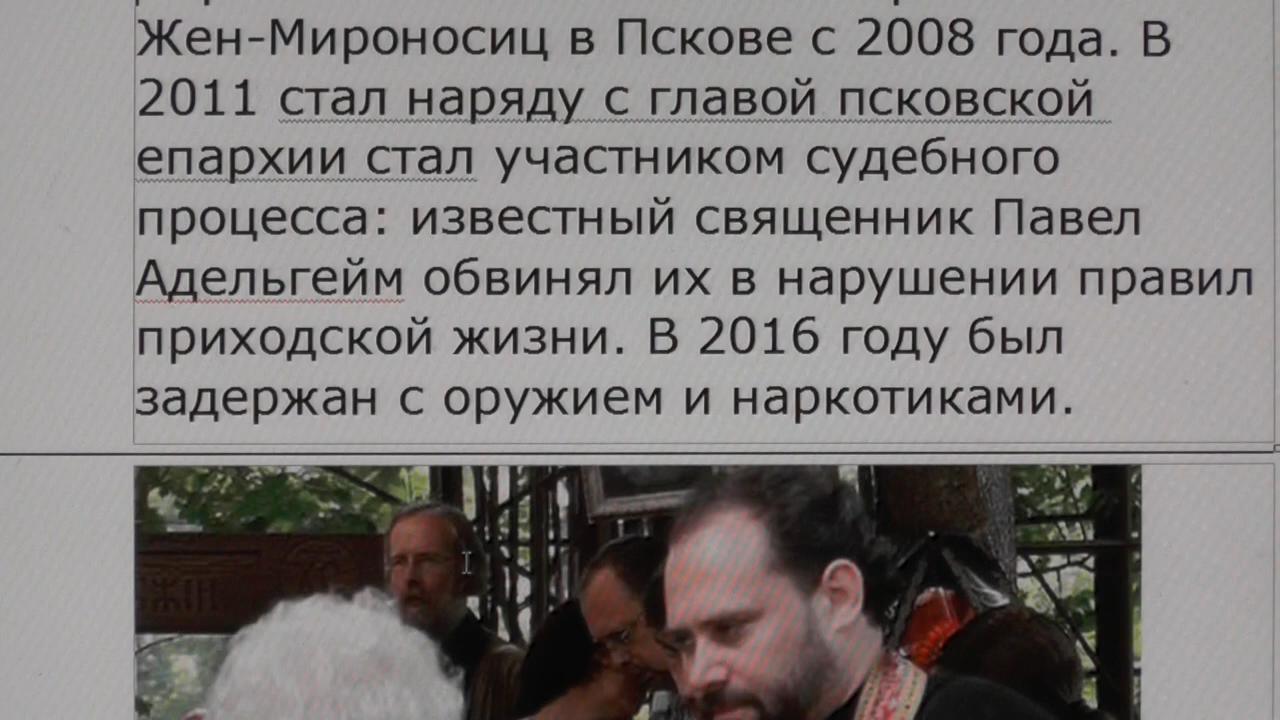 Жен-Мироносиц в Пскове с 2008 года. В
2011 стал наряду с главой псковской
епархии стал участником судебного
процесса: известный священник Павел
Адельгейм обвинял их в нарушении правил
приходской жизни. В 2016 году был
задержан с оружием и наркотиками.